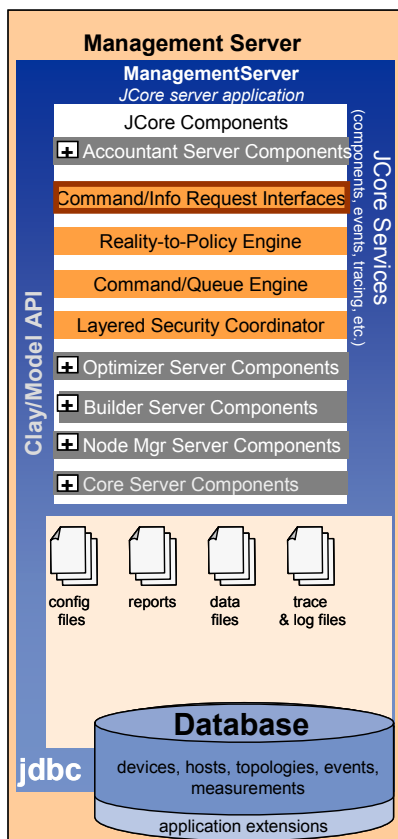 Management Server
ManagementServer
JCore server application
JCore Components
+ Accountant Server Components
Command/Info Request Interfaces
Reality-to-Policy Engine
Command/Queue Engine
Layered Security Coordinator
+ Optimizer Server Components
+ Builder Server Components
+ Node Mgr Server Components
+ Core Server Components
Clay/Model API
JCore Services
(components, events, tracing, etc.)
config
files
reports
data
files
trace
& log files
jdbc
Database
devices, hosts, topologies, events,
measurements
application extensions